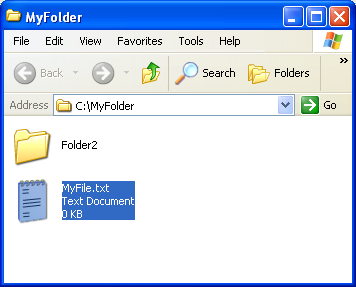 MyFolder
File Edit View Favorites Tools Help
Back Search Folders
Address C:\MyFolder Go
Folder2
MyFile.txt
Text Document
0 KB